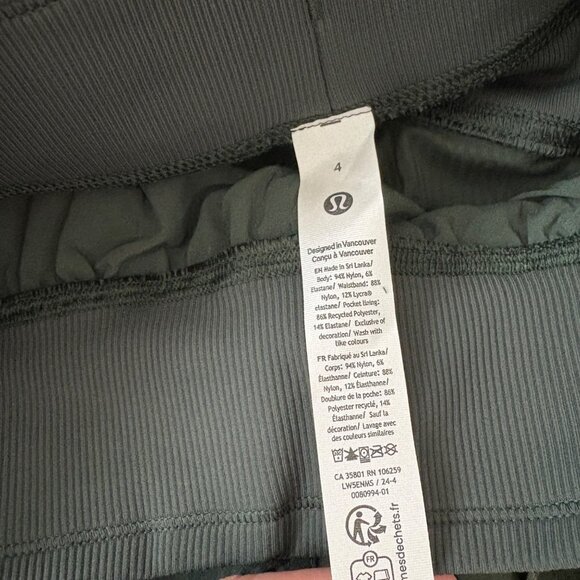 4
Designed in Vancouver
Conçu à Vancouver
EN Made in Sri Lanka/
Body: 94% Nylon, 6%
Elastane/ Waistband: 88%
Nylon, 12% Lycra®
elastane/ Pocket lining:
86% Recycled Polyester,
14% Elastane/ Exclusive of
decoration/ Wash with
like colours
FR Fabriqué au Sri Lanka/
Corps: 94% Nylon, 6%
Élasthanne/ Ceinture: 88%
Nylon, 12% Élasthanne/
Doublure de la poche: 86%
Polyester recyclé, 14%
Élasthanne/ Sauf la
décoration/ Lavage avec
des couleurs similaires
CA 35801 RN 106259
LW5ENMS / 24-4
0080994-01
FR
mesdechets.fr